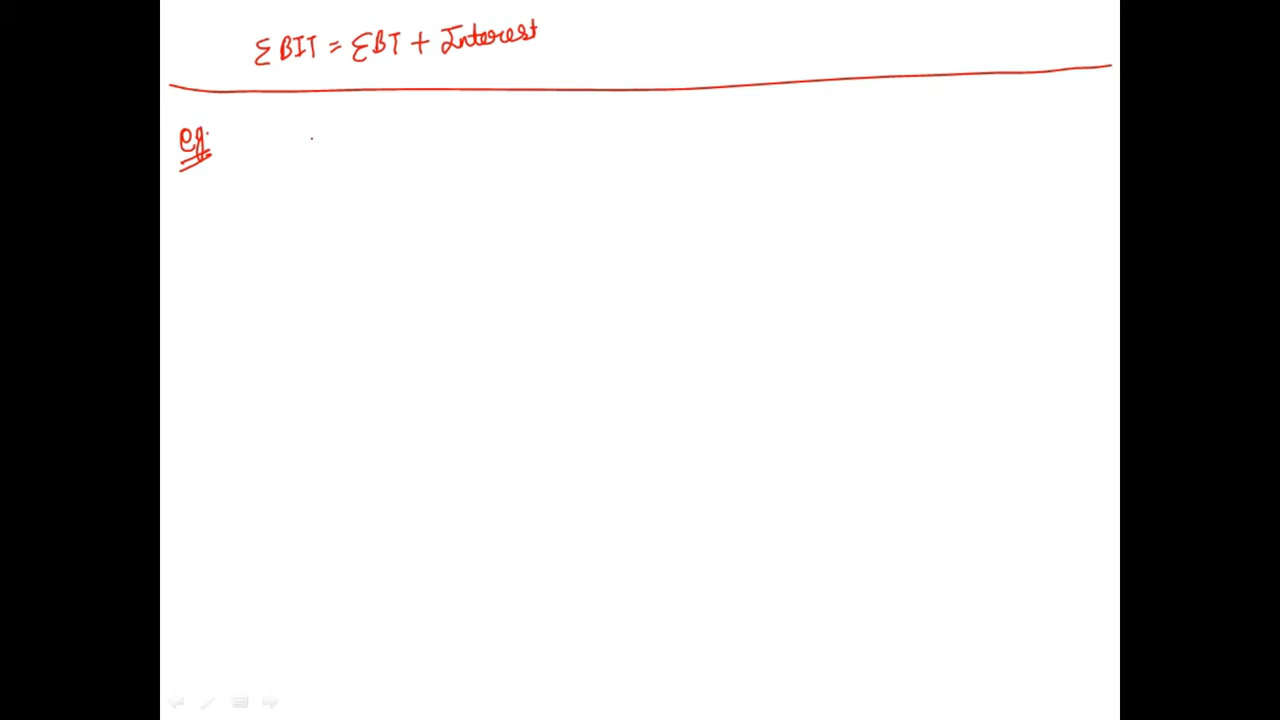 EBIT = EBT + Interest
eg.